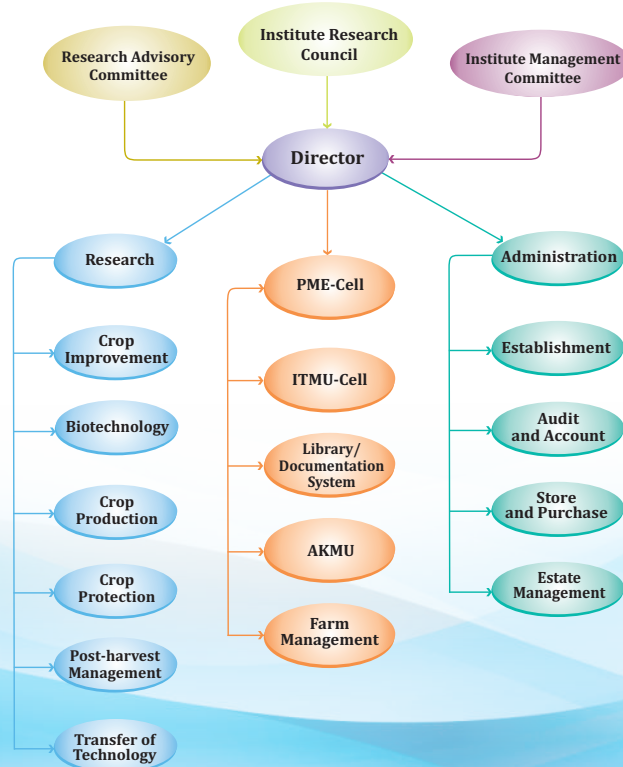 Institute Research
Council
Research Advisory
Committee
Institute Management
Committee
Director
Research
PME-Cell
Administration
Crop
Improvement
ITMU-Cell
Establishment
Biotechnology
Library/
Documentation
System
Audit
and Account
Crop
Production
AKMU
Store
and Purchase
Crop
Protection
Farm
Management
Estate
Management
Post-harvest
Management
Transfer of
Technology